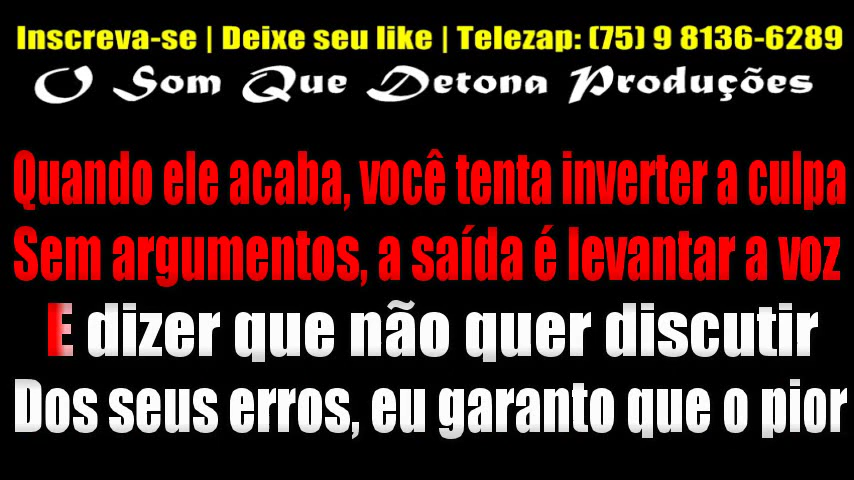 Inscreva-se | Deixe seu like | Telezap: (75) 9 8136-6289
O Som Que Detona Produções
Quando ele acaba, você tenta inverter a culpa
Sem argumentos, a saída é levantar a voz
E dizer que não quer discutir
Dos seus erros, eu garanto que o pior